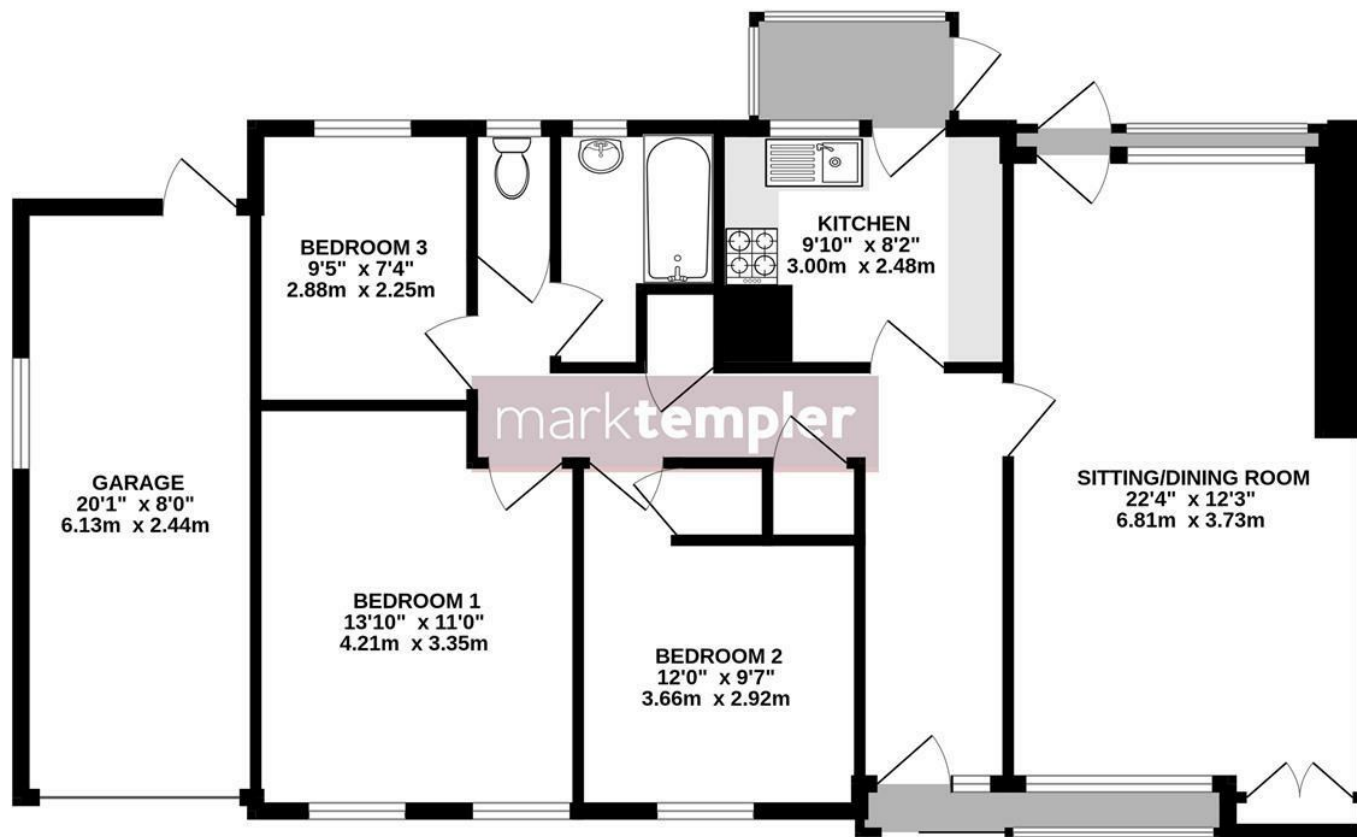 KITCHEN
9'10" x 8'2"
3.00m x 2.48m
BEDROOM 3
9'5" x 7'4"
2.88m x 2.25m
marktempler
GARAGE
20'1" x 8'0"
6.13m x 2.44m
SITTING/DINING ROOM
22'4" x 12'3"
6.81m x 3.73m
BEDROOM 1
13'10" x 11'0"
4.21m x 3.35m
BEDROOM 2
12'0" x 9'7"
3.66m x 2.92m